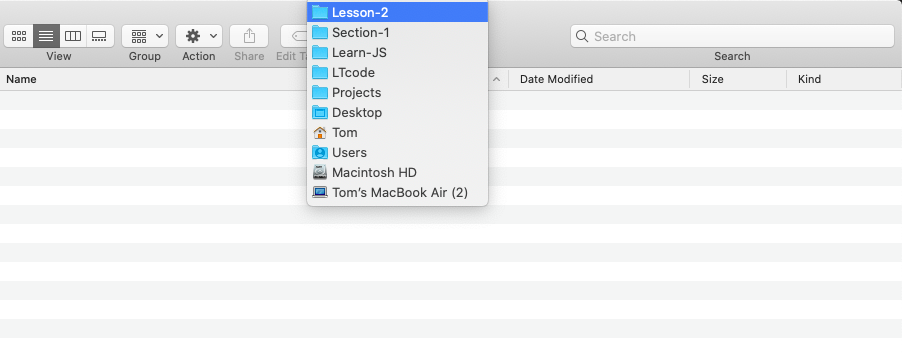 Lesson-2
Section-1
Learn-JS
LTcode
Projects
Desktop
Tom
Users
Macintosh HD
Tom's MacBook Air (2)
View
Group
Action
Share
Edit
Search
Search
Name
Date Modified
Size
Kind